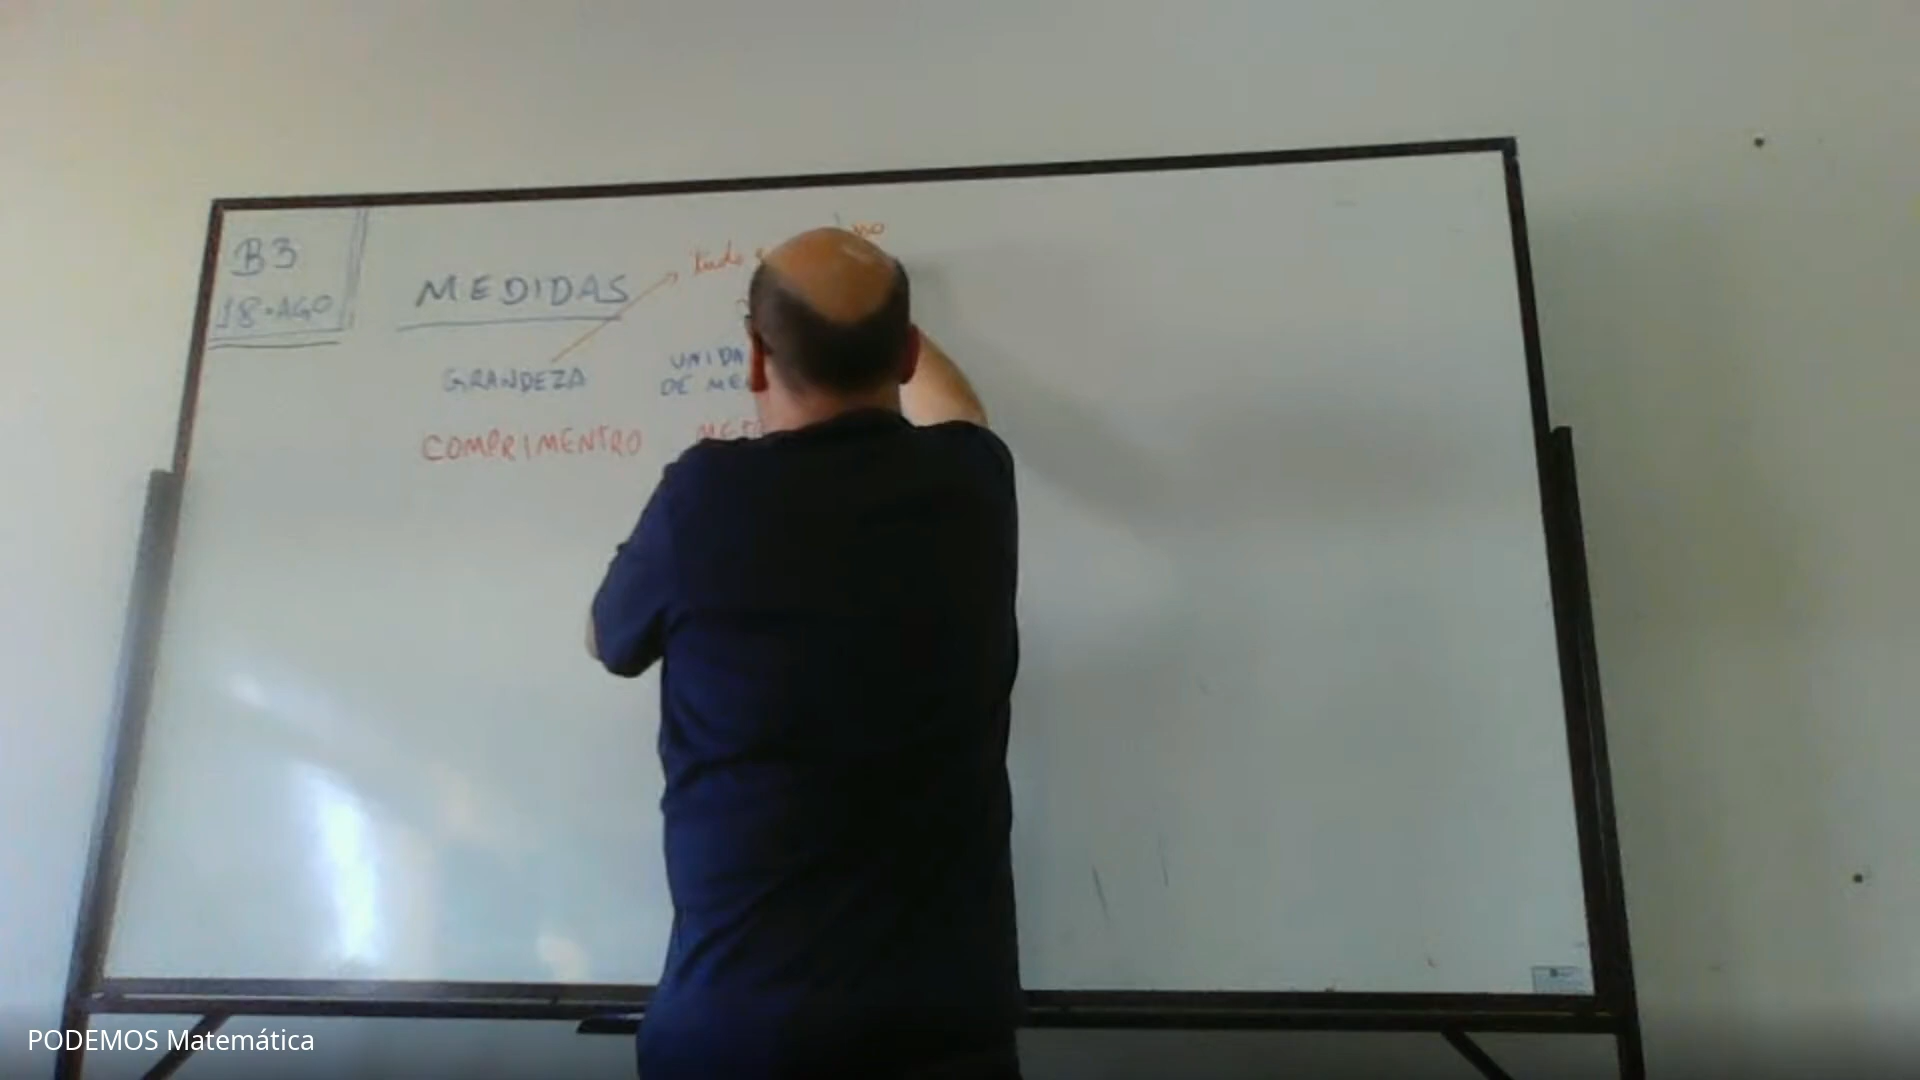 B3
18-AGO
MEDIDAS
tudo
GRANDEZA
UNIDA
DE ME
COMPRIMENTRO
PODEMOS Matemática